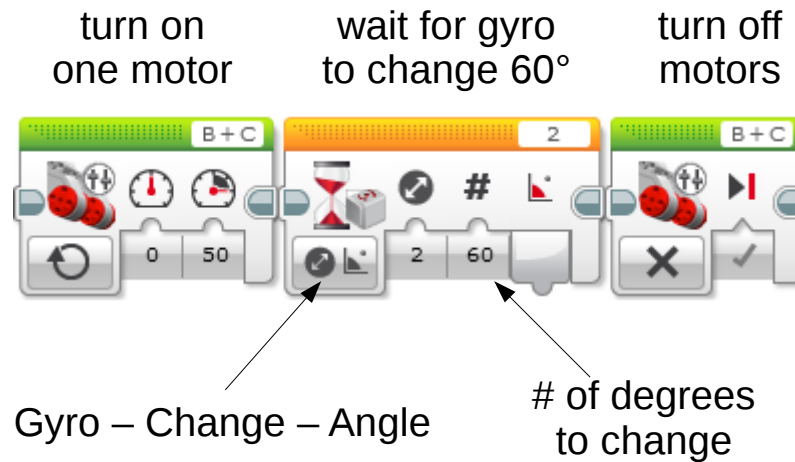 turn on
one motor
wait for gyro
to change 60°
turn off
motors
B + C
2
B + C
#
0 50
2 60
Gyro – Change – Angle
# of degrees
to change